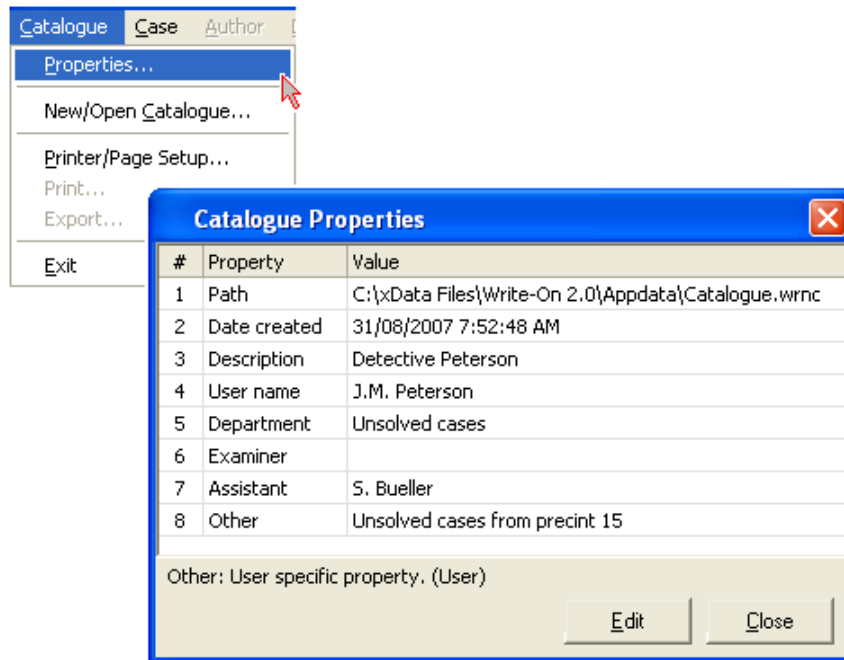 Catalogue Case Author
Properties...
New/Open Catalogue...
Printer/Page Setup...
Print...
Export...
Exit
Catalogue Properties
# Property Value
1 Path C:\xData Files\Write-On 2.0\Appdata\Catalogue.wrnc
2 Date created 31/08/2007 7:52:48 AM
3 Description Detective Peterson
4 User name J.M. Peterson
5 Department Unsolved cases
6 Examiner
7 Assistant S. Bueller
8 Other Unsolved cases from precint 15
Other: User specific property. (User)
Edit Close